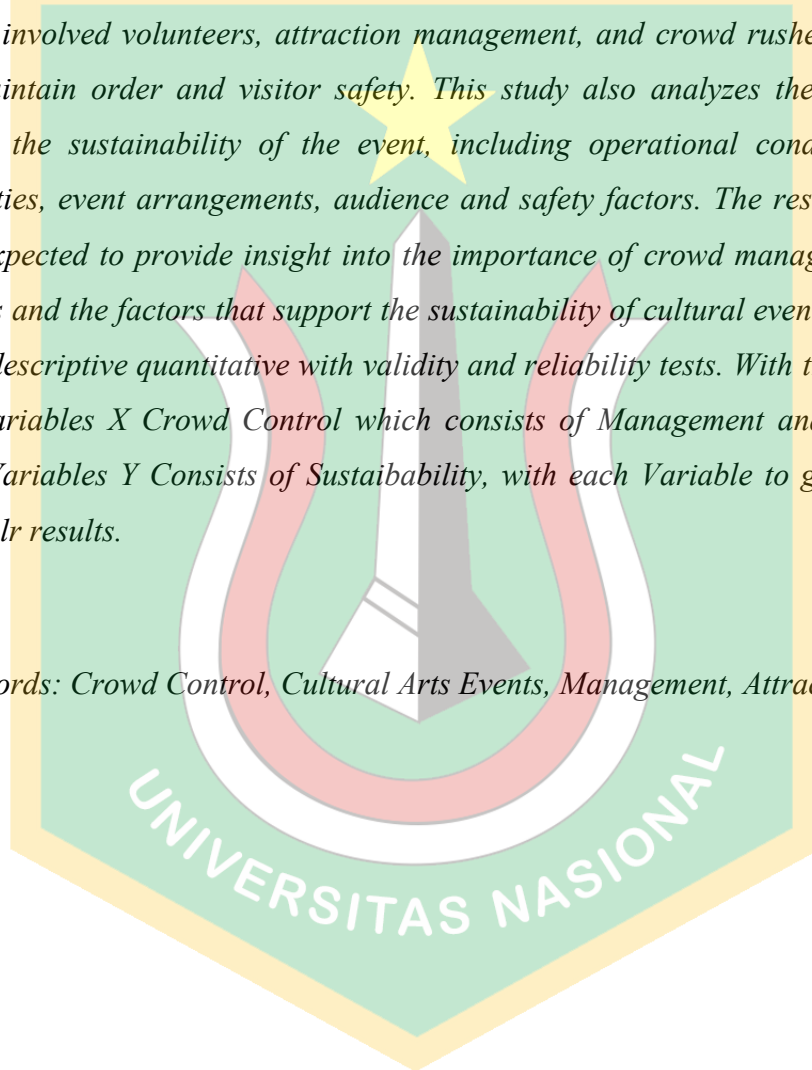 involved volunteers, attraction management, and crowd rushe
intain order and visitor safety. This study also analyzes the
the sustainability of the event, including operational cond
ties, event arrangements, audience and safety factors. The res
xpected to provide insight into the importance of crowd manag
s and the factors that support the sustainability of cultural even
descriptive quantitative with validity and reliability tests. With t
ariables X Crowd Control which consists of Management and
Variables Y Consists of Sustaibability, with each Variable to g
lr results.
ords: Crowd Control, Cultural Arts Events, Management, Attrac
UNIVERSITAS NASIONAL